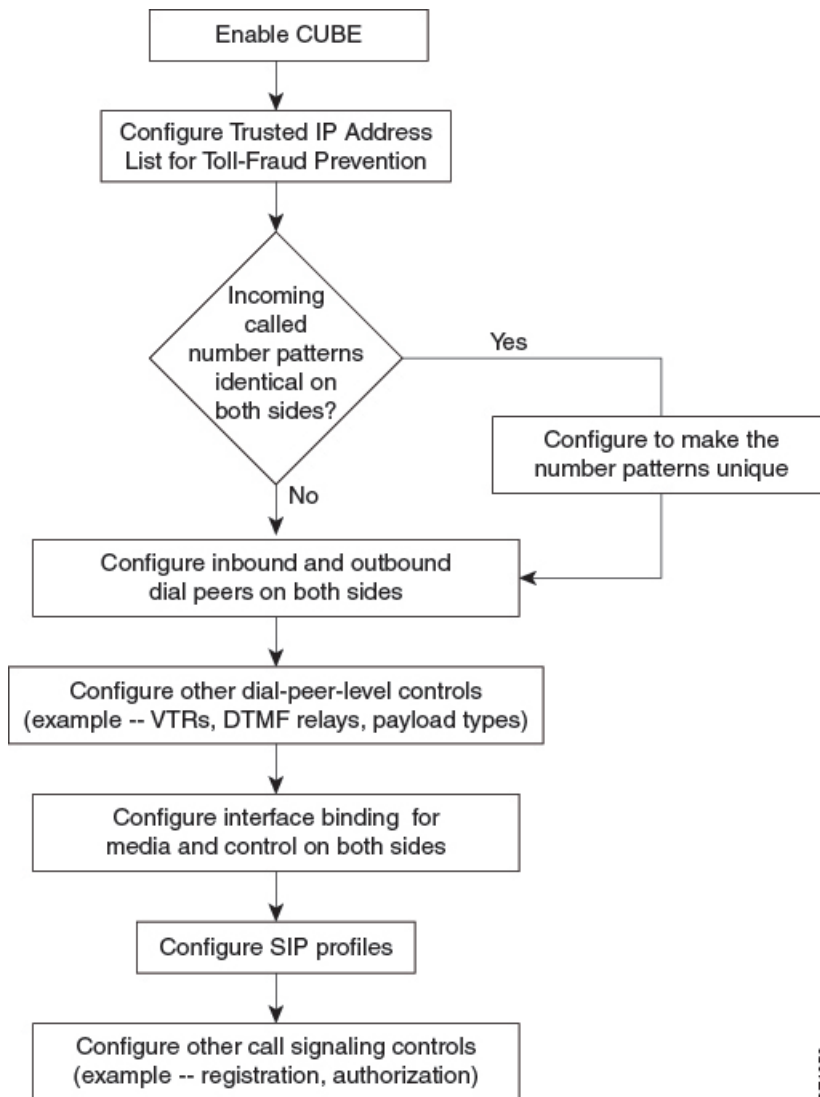 Enable CUBE
Configure Trusted IP Address
List for Toll-Fraud Prevention
Incoming
called
number patterns
identical on
both sides?
Yes
Configure to make the
number patterns unique
No
Configure inbound and outbound
dial peers on both sides
Configure other dial-peer-level controls
(example -- VTRs, DTMF relays, payload types)
Configure interface binding for
media and control on both sides
Configure SIP profiles
Configure other call signaling controls
(example -- registration, authorization)